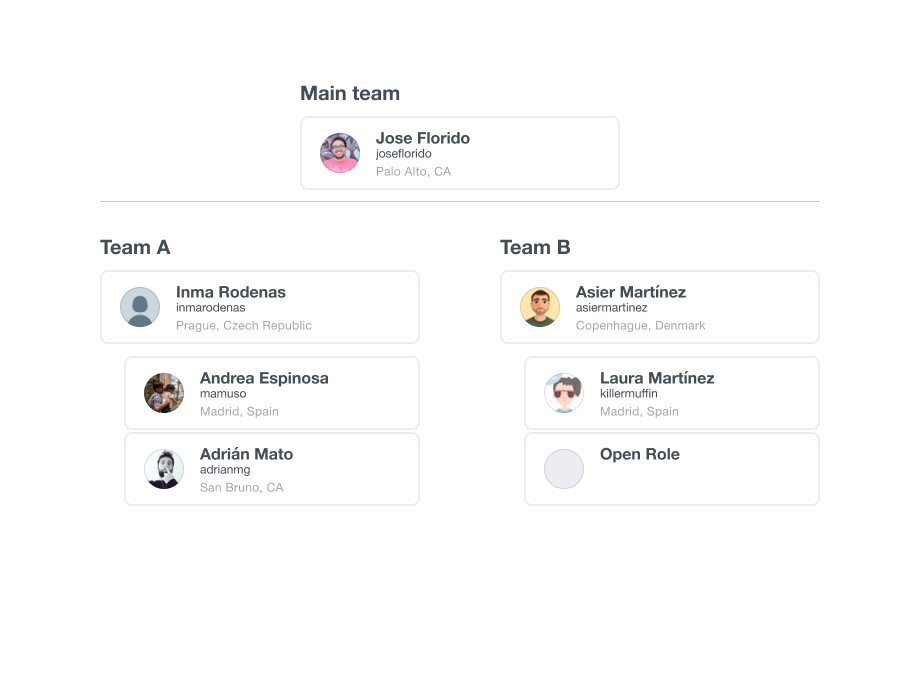 Main team
Jose Florido
joseflorido
Palo Alto, CA
Team A
Inma Rodenas
inmarodenas
Prague, Czech Republic
Andrea Espinosa
mamuso
Madrid, Spain
Adrián Mato
adrianmg
San Bruno, CA
Team B
Asier Martínez
asiermartinez
Copenhague, Denmark
Laura Martínez
killermuffin
Madrid, Spain
Open Role